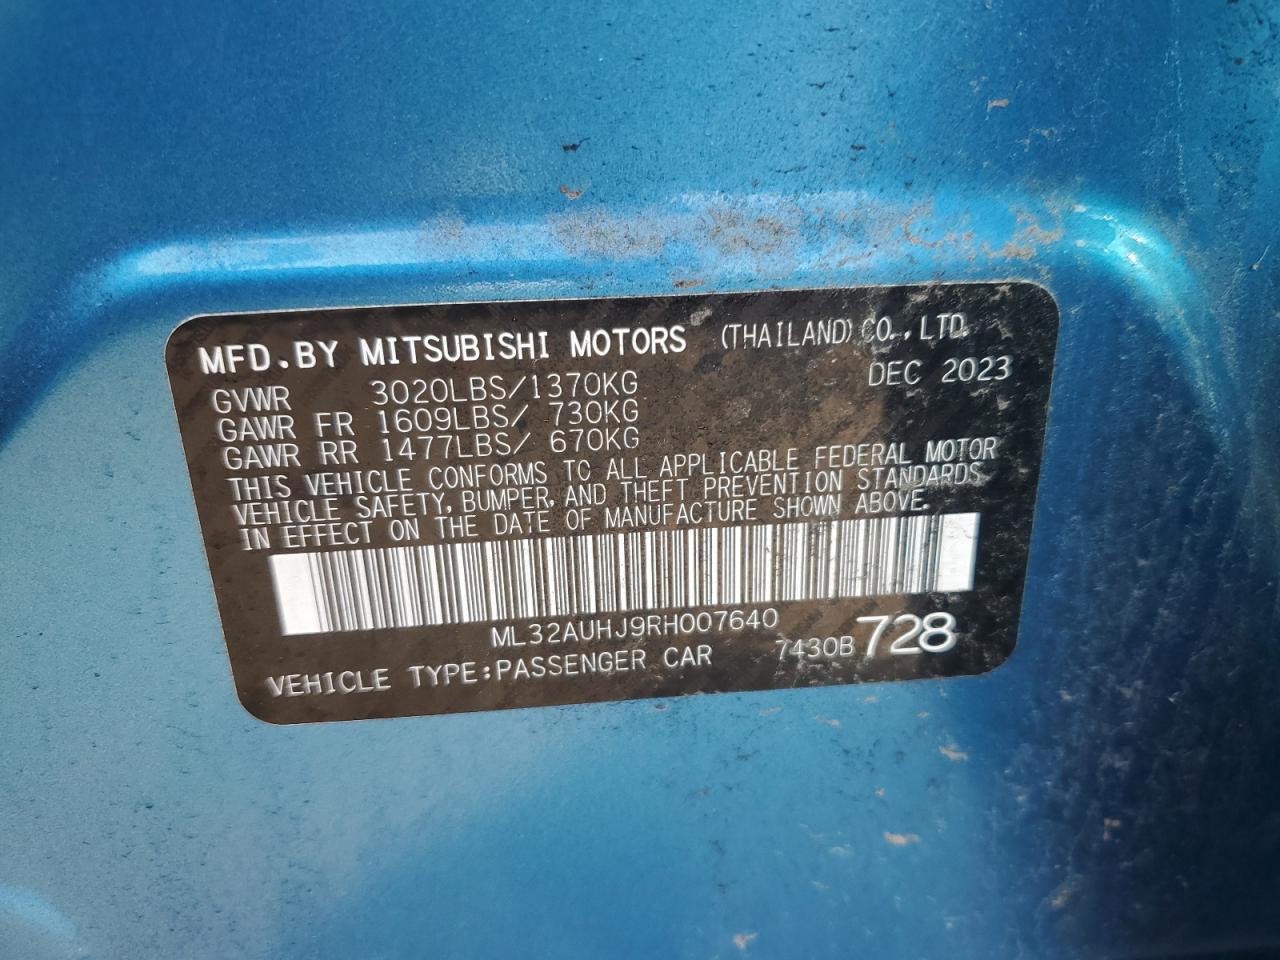 MFD.BY MITSUBISHI MOTORS (THAILAND) CO.,LTD.
GVWR 3020LBS/1370KG DEC 2023
GAWR FR 1609LBS/ 730KG
GAWR RR 1477LBS/ 670KG
THIS VEHICLE CONFORMS TO ALL APPLICABLE FEDERAL MOTOR
VEHICLE SAFETY, BUMPER, AND THEFT PREVENTION STANDARDS
IN EFFECT ON THE DATE OF MANUFACTURE SHOWN ABOVE.
ML32AUHJ9RH007640
7430B 728
VEHICLE TYPE:PASSENGER CAR